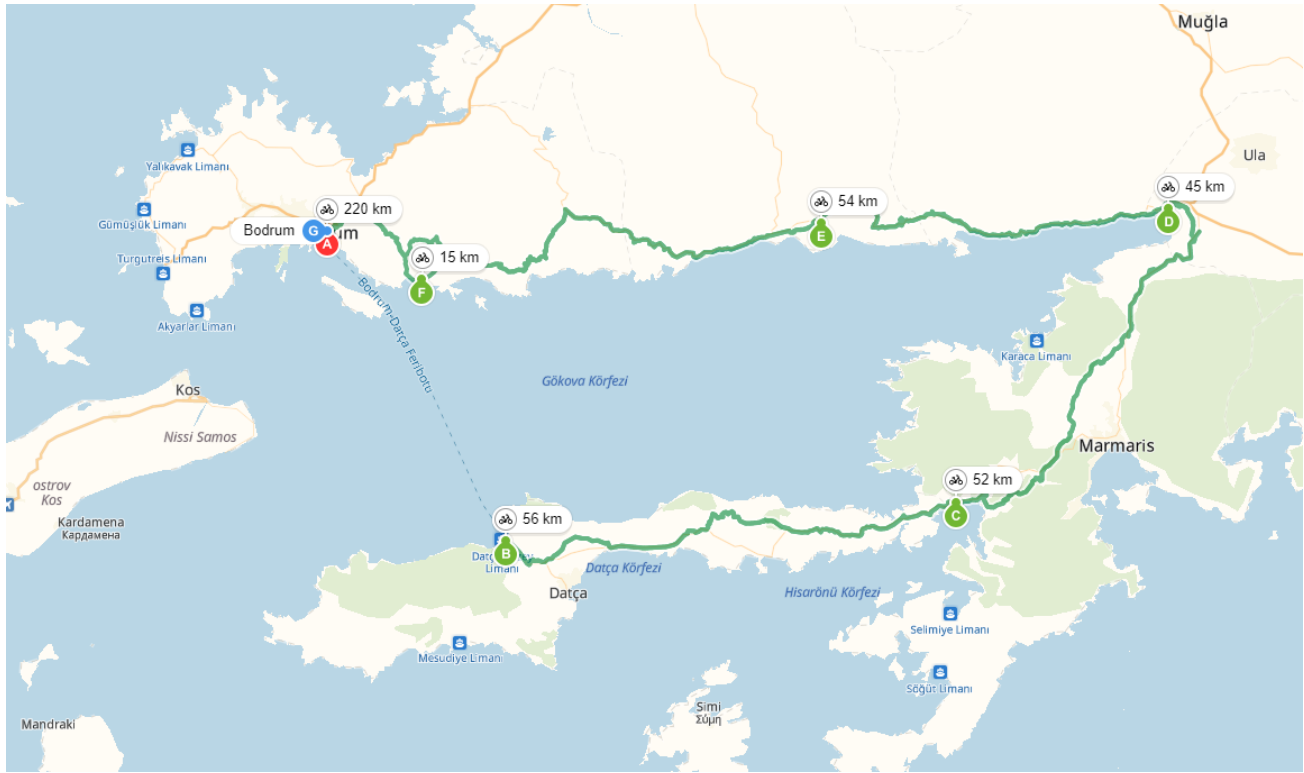 Muğla
Ula
Yalıkavak Limanı
45 km
D
54 km
E
220 km
Gümüşlük Limanı
Bodrum
G
A
um
Turgutreis Limanı
15 km
F
Akyarlar Limanı
Bodrum-Datça Feribotu
Karaca Limanı
Gökova Körfezi
Kos
Nissi Samos
Marmaris
ostrov
Kos
Kardamena
Кардамена
52 km
C
56 km
B
Limanı
Datça Körfezi
Datça
Hisarönü Körfezi
Selimiye Limanı
Mesudiye Limanı
Söğüt Limanı
Simi
Σύμη
Mandraki